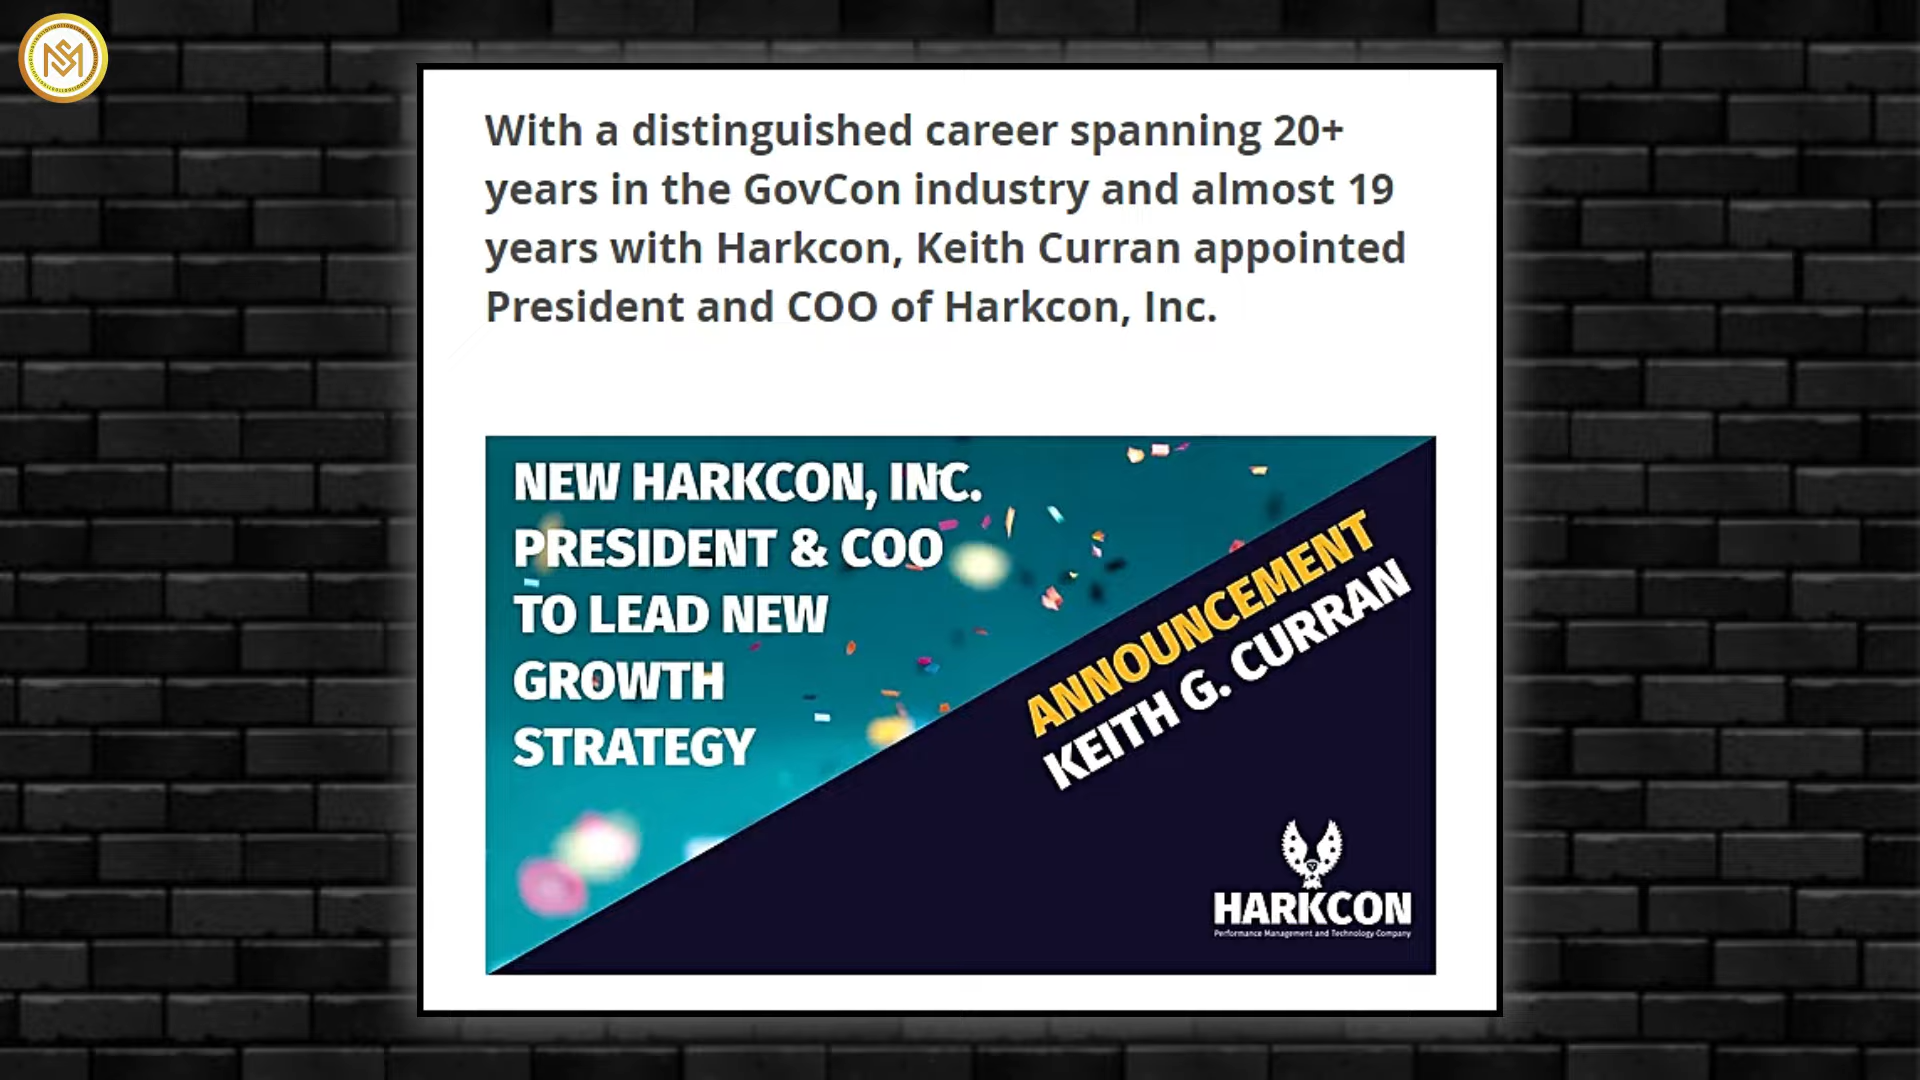 With a distinguished career spanning 20+
years in the GovCon industry and almost 19
years with Harkcon, Keith Curran appointed
President and COO of Harkcon, Inc.
NEW HARKCON, INC.
PRESIDENT & COO
TO LEAD NEW
GROWTH
STRATEGY
ANNOUNCEMENT
KEITH G. CURRAN
HARKCON
Performance Management and Technology Company